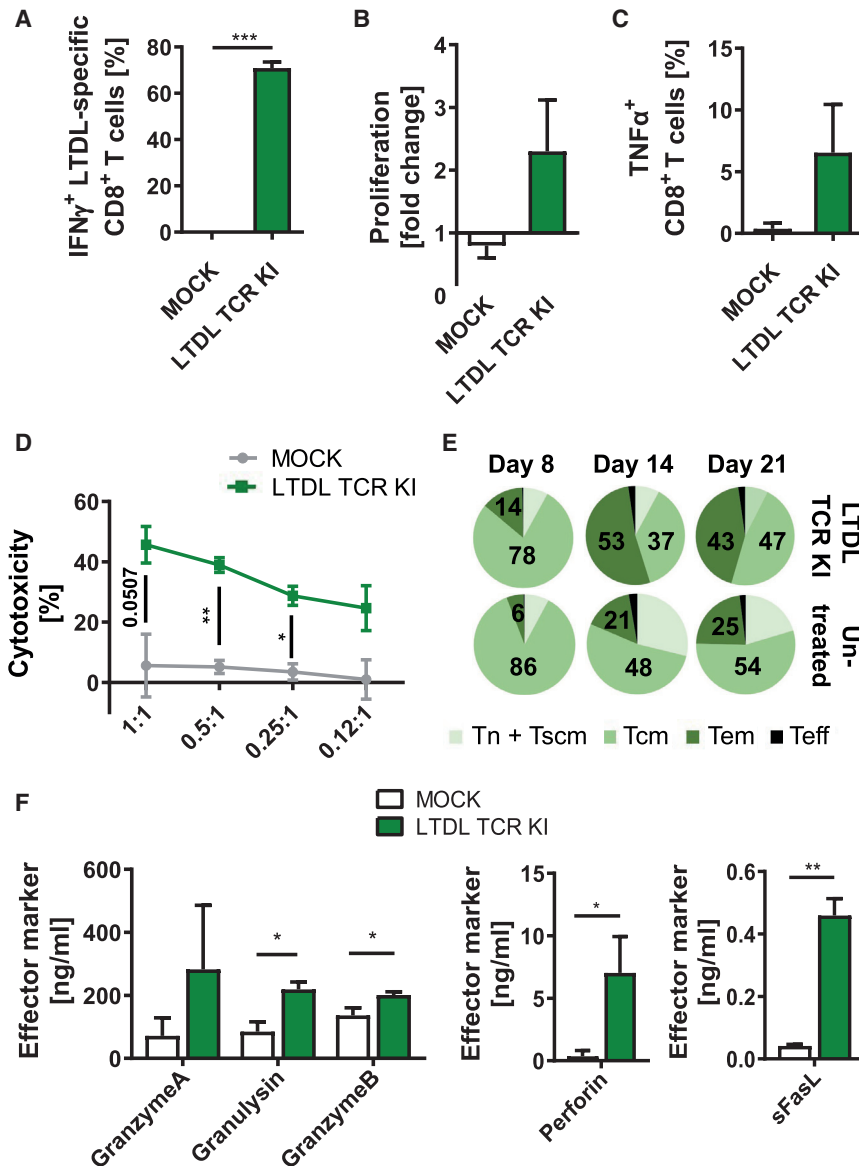 A
IFNγ+ LTDL-specific
CD8+ T cells [%]
80
60
40
20
0
***
MOCK
LTDL TCR KI
B
Proliferation
[fold change]
4
3
2
1
0
MOCK
LTDL TCR KI
C
TNFα+
CD8+ T cells [%]
15
10
5
0
MOCK
LTDL TCR KI
D
MOCK
LTDL TCR KI
Cytotoxicity
[%]
60
40
20
0
0.0507
**
*
1:1
0.5:1
0.25:1
0.12:1
E
Day 8 Day 14 Day 21
14
78
53
37
43
47
LTDL
TCR KI
6
86
21
48
25
54
Un-
treated
Tn + Tscm Tcm Tem Teff
F
MOCK
LTDL TCR KI
Effector marker
[ng/ml]
600
400
200
0
*
*
GranzymeA
Granulysin
GranzymeB
Effector marker
[ng/ml]
15
10
5
0
*
Perforin
Effector marker
[ng/ml]
0.6
0.4
0.2
0.0
**
sFasL